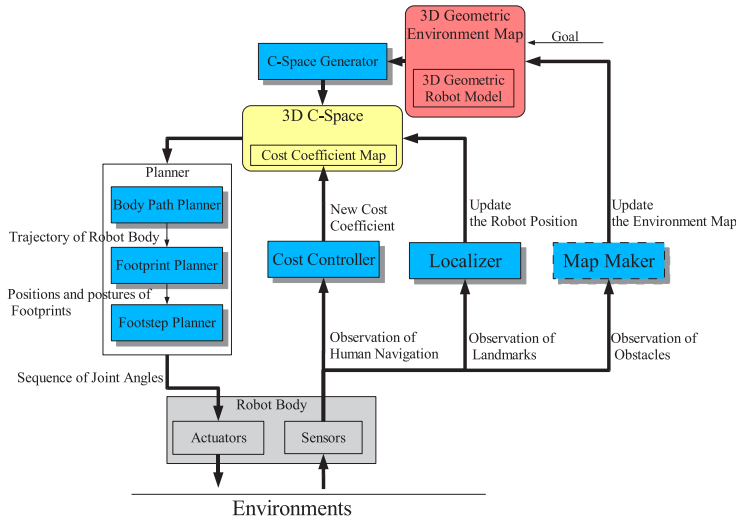 3D Geometric
Environment Map
Goal
C-Space Generator
3D Geometric
Robot Model
3D C-Space
Cost Coefficient Map
Planner
Body Path Planner
New Cost
Coefficient
Update
the Robot Position
Update
the Environment Map
Trajectory of Robot Body
Footprint Planner
Cost Controller
Localizer
Map Maker
Positions and postures of
Footprints
Footstep Planner
Observation of
Human Navigation
Observation of
Landmarks
Observation of
Obstacles
Sequence of Joint Angles
Robot Body
Actuators
Sensors
Environments